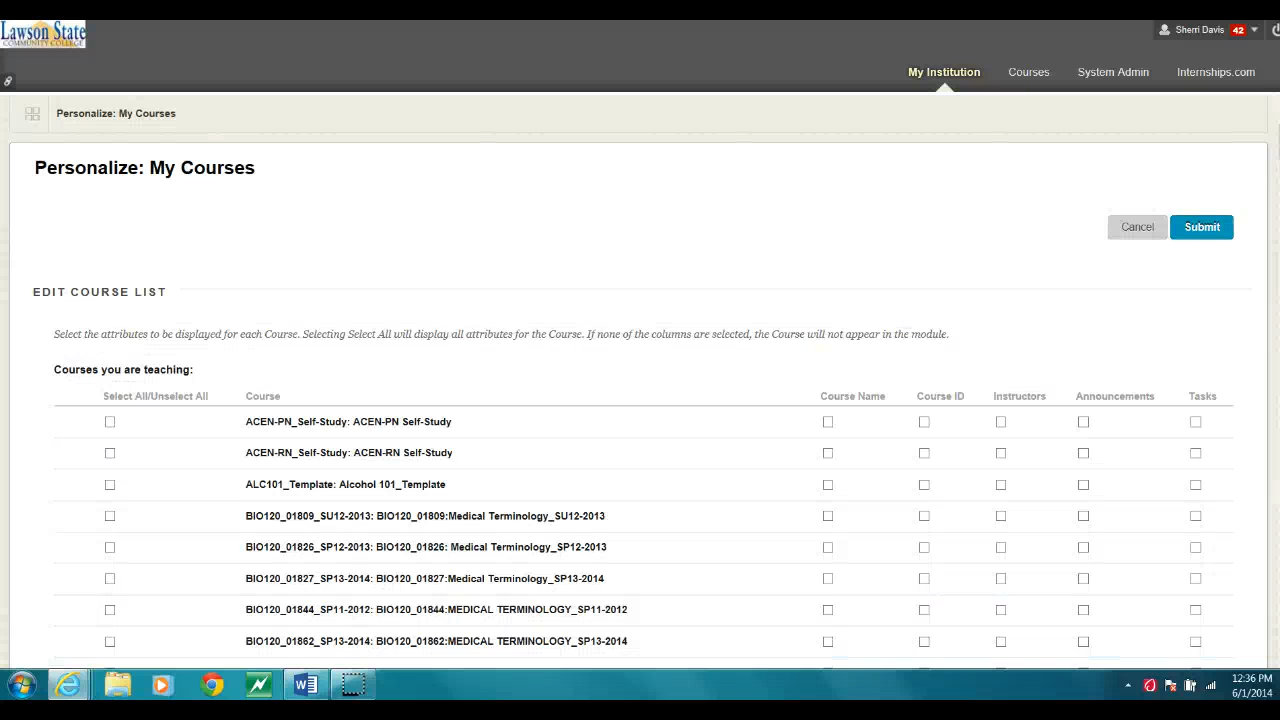 Lawson State
COMMUNITY COLLEGE
Sherri Davis 42
My Institution Courses System Admin Internships.com
Personalize: My Courses
Personalize: My Courses
Cancel Submit
EDIT COURSE LIST
Select the attributes to be displayed for each Course. Selecting Select All will display all attributes for the Course. If none of the columns are selected, the Course will not appear in the module.
Courses you are teaching:
Select All/Unselect All Course Course Name Course ID Instructors Announcements Tasks
ACEN-PN_Self-Study: ACEN-PN Self-Study
ACEN-RN_Self-Study: ACEN-RN Self-Study
ALC101_Template: Alcohol 101_Template
BIO120_01809_SU12-2013: BIO120_01809:Medical Terminology_SU12-2013
BIO120_01826_SP12-2013: BIO120_01826: Medical Terminology_SP12-2013
BIO120_01827_SP13-2014: BIO120_01827:Medical Terminology_SP13-2014
BIO120_01844_SP11-2012: BIO120_01844:MEDICAL TERMINOLOGY_SP11-2012
BIO120_01862_SP13-2014: BIO120_01862:MEDICAL TERMINOLOGY_SP13-2014
12:36 PM
6/1/2014